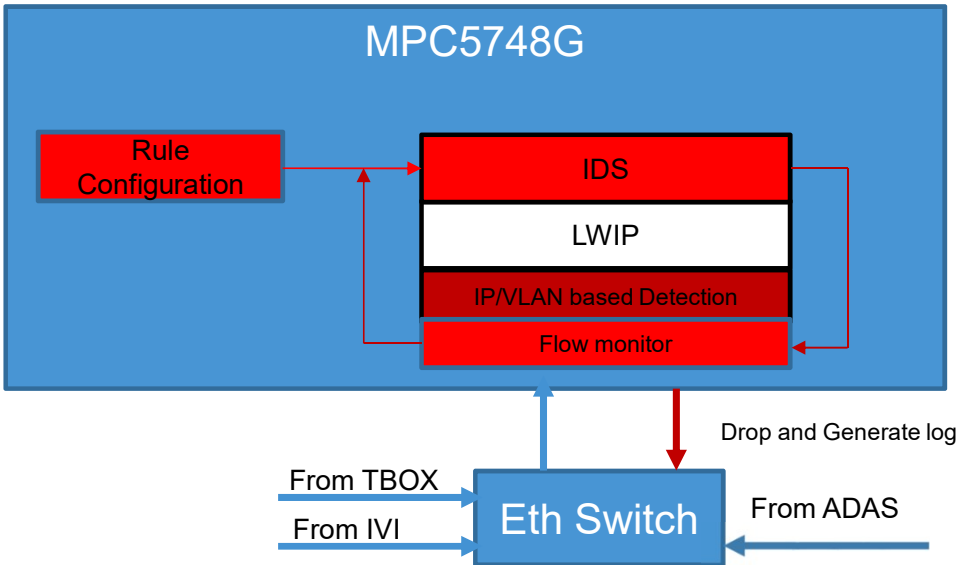 MPC5748G
Rule
Configuration
IDS
LWIP
IP/VLAN based Detection
Flow monitor
Drop and Generate log
From TBOX
From IVI
Eth Switch
From ADAS